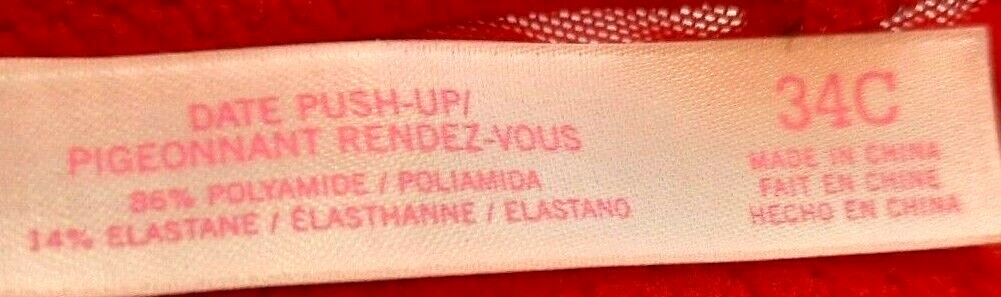 DATE PUSH-UP/
PIGEONNANT RENDEZ-VOUS
86% POLYAMIDE / POLIAMIDA
14% ELASTANE / ÉLASTHANNE / ELASTANO
34C
MADE IN CHINA
FAIT EN CHINE
HECHO EN CHINA